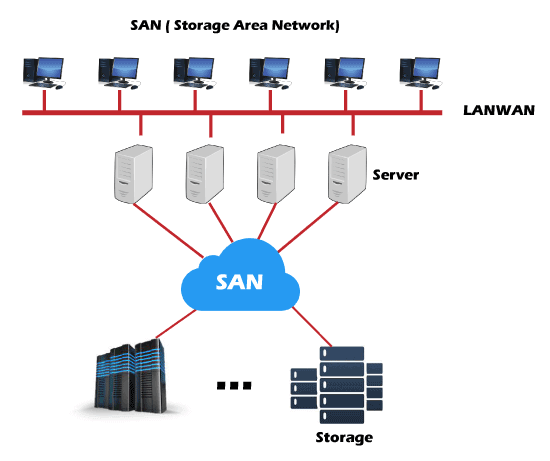 SAN ( Storage Area Network)
LANWAN
Server
SAN
Storage